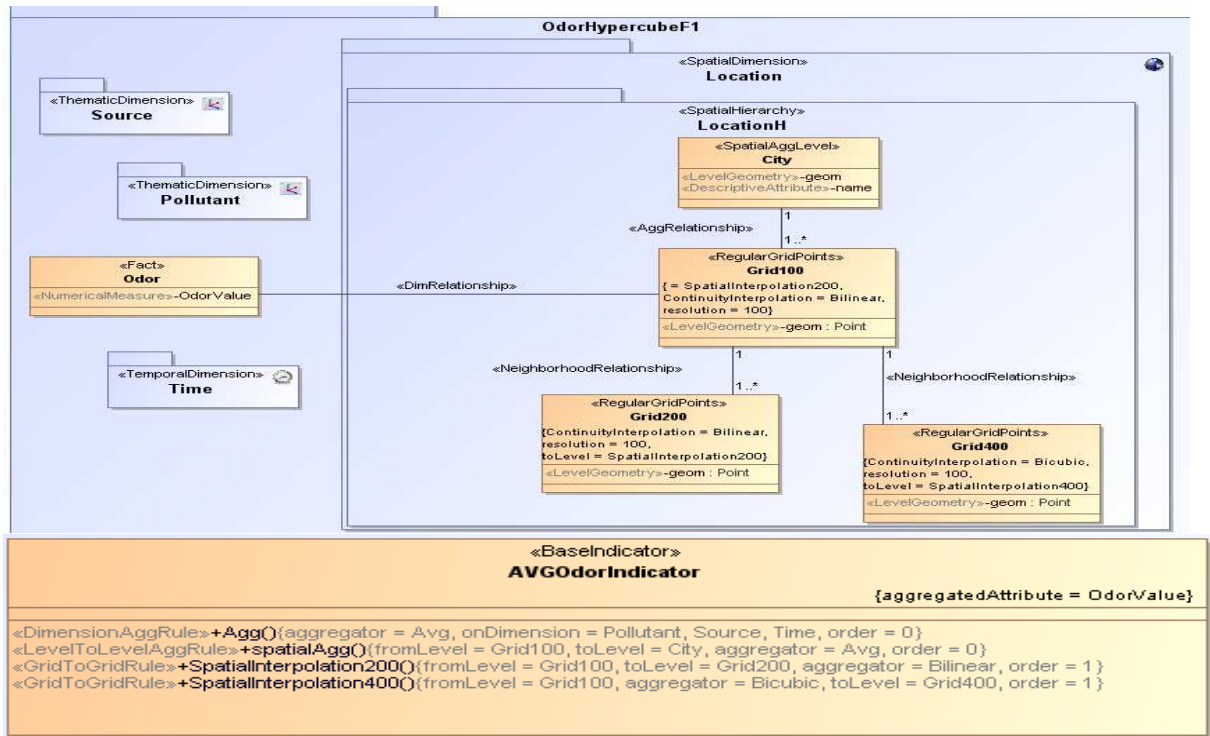 OdorHypercubeF1
«SpatialDimension»
Location
«ThematicDimension»
Source
«SpatialHierarchy»
LocationH
«SpatialAggLevel»
City
«LevelGeometry»-geom
«DescriptiveAttribute»-name
«ThematicDimension»
Pollutant
1
«AggRelationship»
1..*
«Fact»
Odor
«NumericalMeasure»-OdorValue
«DimRelationship»
«RegularGridPoints»
Grid100
{ = SpatialInterpolation200,
ContinuityInterpolation = Bilinear,
resolution = 100}
«LevelGeometry»-geom : Point
«TemporalDimension»
Time
1
«NeighborhoodRelationship»
1..*
1
«NeighborhoodRelationship»
1..*
«RegularGridPoints»
Grid200
{ContinuityInterpolation = Bilinear,
resolution = 100,
toLevel = SpatialInterpolation200}
«LevelGeometry»-geom : Point
«RegularGridPoints»
Grid400
{ContinuityInterpolation = Bicubic,
resolution = 100,
toLevel = SpatialInterpolation400}
«LevelGeometry»-geom : Point
«BaseIndicator»
AVGOdorIndicator
{aggregatedAttribute = OdorValue}
«DimensionAggRule»+Agg(){aggregator = Avg, onDimension = Pollutant, Source, Time, order = 0}
«LevelToLevelAggRule»+spatialAgg(){fromLevel = Grid100, toLevel = City, aggregator = Avg, order = 0}
«GridToGridRule»+SpatialInterpolation200(){fromLevel = Grid100, toLevel = Grid200, aggregator = Bilinear, order = 1}
«GridToGridRule»+SpatialInterpolation400(){fromLevel = Grid100, aggregator = Bicubic, toLevel = Grid400, order = 1}